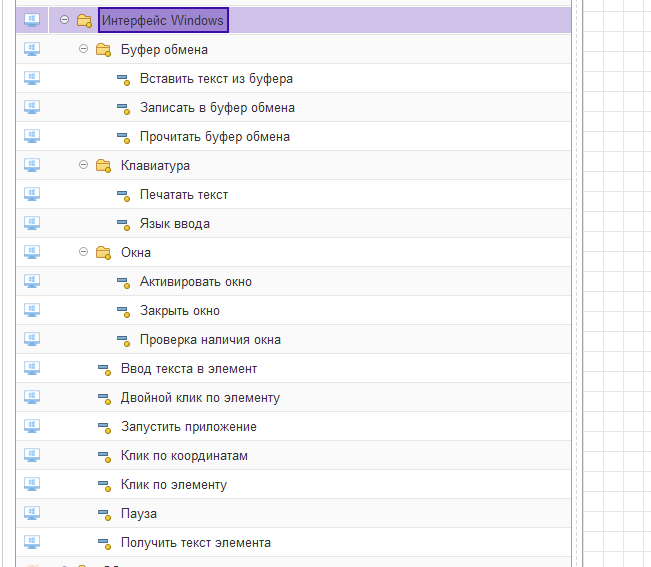 Интерфейс Windows
Буфер обмена
Вставить текст из буфера
Записать в буфер обмена
Прочитать буфер обмена
Клавиатура
Печатать текст
Язык ввода
Окна
Активировать окно
Закрыть окно
Проверка наличия окна
Ввод текста в элемент
Двойной клик по элементу
Запустить приложение
Клик по координатам
Клик по элементу
Пауза
Получить текст элемента